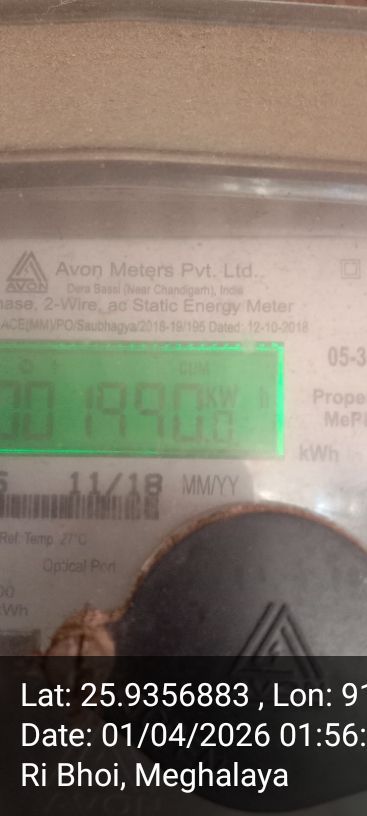 AVON
Avon Meters Pvt. Ltd.,
Dera Bassi (Near Chandigarh), India
hase, 2-Wire, ac Static Energy Meter
ACE(MM)/PO/Saubhagya/2018-19/195 Dated: 12-10-2018
05-3
CUM
001990.0 KW h
Prope
MeP
kWh
11/18 MM/YY
Ref. Temp. 27°C
Optical Port
00
kWh
Lat: 25.9356883 , Lon: 91
Date: 01/04/2026 01:56:
Ri Bhoi, Meghalaya